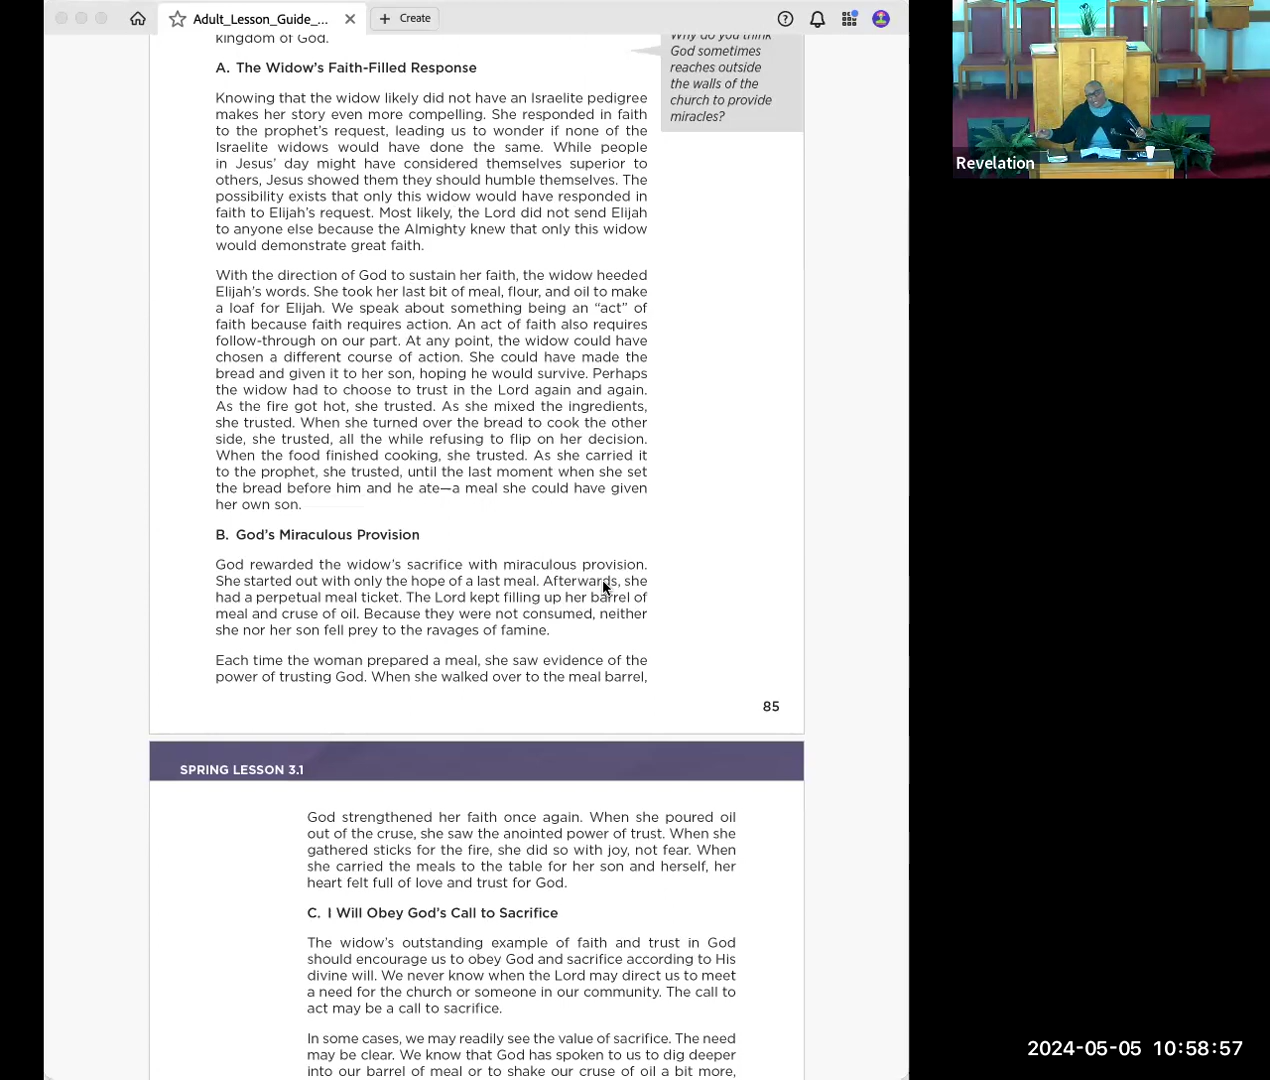 Adult_Lesson_Guide_...
Create
kingdom of God.
Why do you think
God sometimes
reaches outside
the walls of the
church to provide
miracles?
A. The Widow's Faith-Filled Response
Knowing that the widow likely did not have an Israelite pedigree
makes her story even more compelling. She responded in faith
to the prophet's request, leading us to wonder if none of the
Israelite widows would have done the same. While people
in Jesus' day might have considered themselves superior to
others, Jesus showed them they should humble themselves. The
possibility exists that only this widow would have responded in
faith to Elijah's request. Most likely, the Lord did not send Elijah
to anyone else because the Almighty knew that only this widow
would demonstrate great faith.
With the direction of God to sustain her faith, the widow heeded
Elijah's words. She took her last bit of meal, flour, and oil to make
a loaf for Elijah. We speak about something being an “act” of
faith because faith requires action. An act of faith also requires
follow-through on our part. At any point, the widow could have
chosen a different course of action. She could have made the
bread and given it to her son, hoping he would survive. Perhaps
the widow had to choose to trust in the Lord again and again.
As the fire got hot, she trusted. As she mixed the ingredients,
she trusted. When she turned over the bread to cook the other
side, she trusted, all the while refusing to flip on her decision.
When the food finished cooking, she trusted. As she carried it
to the prophet, she trusted, until the last moment when she set
the bread before him and he ate—a meal she could have given
her own son.
B. God's Miraculous Provision
God rewarded the widow's sacrifice with miraculous provision.
She started out with only the hope of a last meal. Afterwards, she
had a perpetual meal ticket. The Lord kept filling up her barrel of
meal and cruse of oil. Because they were not consumed, neither
she nor her son fell prey to the ravages of famine.
Each time the woman prepared a meal, she saw evidence of the
power of trusting God. When she walked over to the meal barrel,
85
SPRING LESSON 3.1
God strengthened her faith once again. When she poured oil
out of the cruse, she saw the anointed power of trust. When she
gathered sticks for the fire, she did so with joy, not fear. When
she carried the meals to the table for her son and herself, her
heart felt full of love and trust for God.
C. I Will Obey God's Call to Sacrifice
The widow's outstanding example of faith and trust in God
should encourage us to obey God and sacrifice according to His
divine will. We never know when the Lord may direct us to meet
a need for the church or someone in our community. The call to
act may be a call to sacrifice.
In some cases, we may readily see the value of sacrifice. The need
may be clear. We know that God has spoken to us to dig deeper
into our barrel of meal or to shake our cruse of oil a bit more,
Revelation
2024-05-05 10:58:57